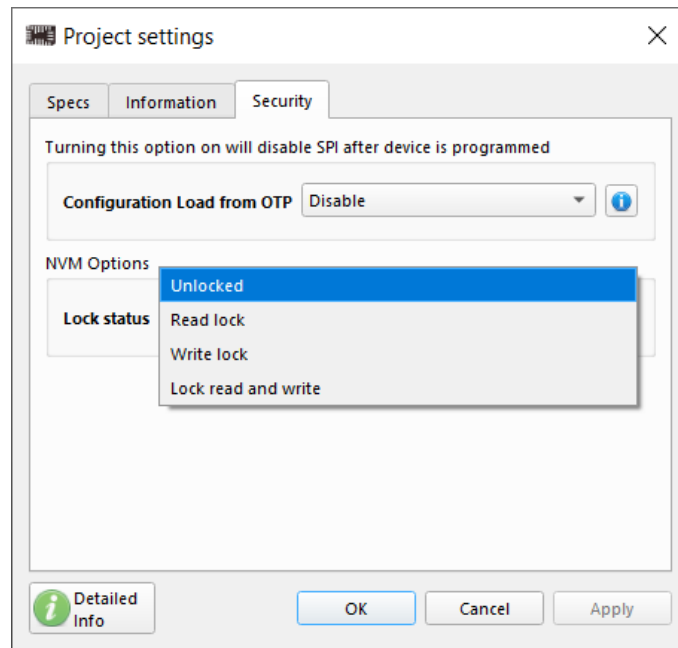 Project settings
Specs
Information
Security
Turning this option on will disable SPI after device is programmed
Configuration Load from OTP
Disable
NVM Options
Lock status
Unlocked
Read lock
Write lock
Lock read and write
Detailed
Info
OK
Cancel
Apply